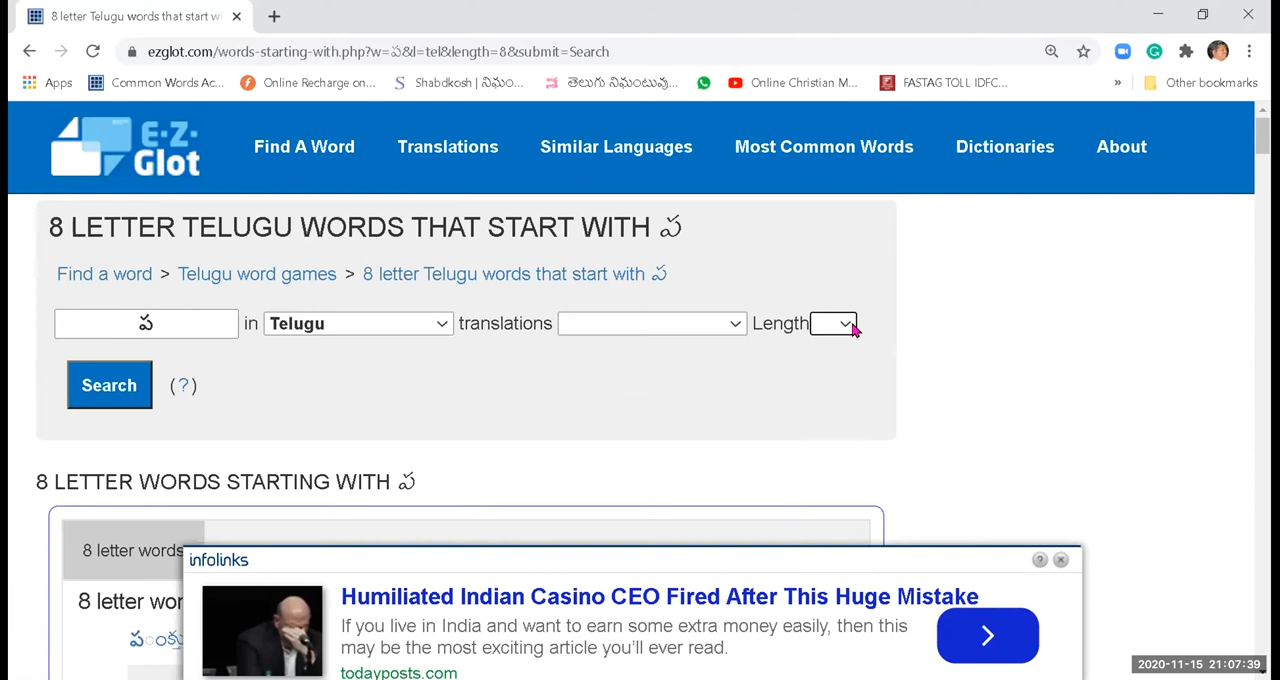 8 letter Telugu words that start wi
ezglot.com/words-starting-with.php?w=ప&l=tel&length=8&submit=Search
Apps Common Words Ac... Online Recharge on... Shabdkosh | నిఘం... తెలుగు నిఘంటువు... Online Christian M... FASTAG TOLL IDFC... » Other bookmarks
E·Z· Glot
Find A Word Translations Similar Languages Most Common Words Dictionaries About
8 LETTER TELUGU WORDS THAT START WITH ప
Find a word > Telugu word games > 8 letter Telugu words that start with ప
ప in Telugu translations Length
Search (?)
8 LETTER WORDS STARTING WITH ప
8 letter words
infolinks
8 letter wor
Humiliated Indian Casino CEO Fired After This Huge Mistake
If you live in India and want to earn some extra money easily, then this
may be the most exciting article you'll ever read.
todayposts.com
2020-11-15 21:07:39